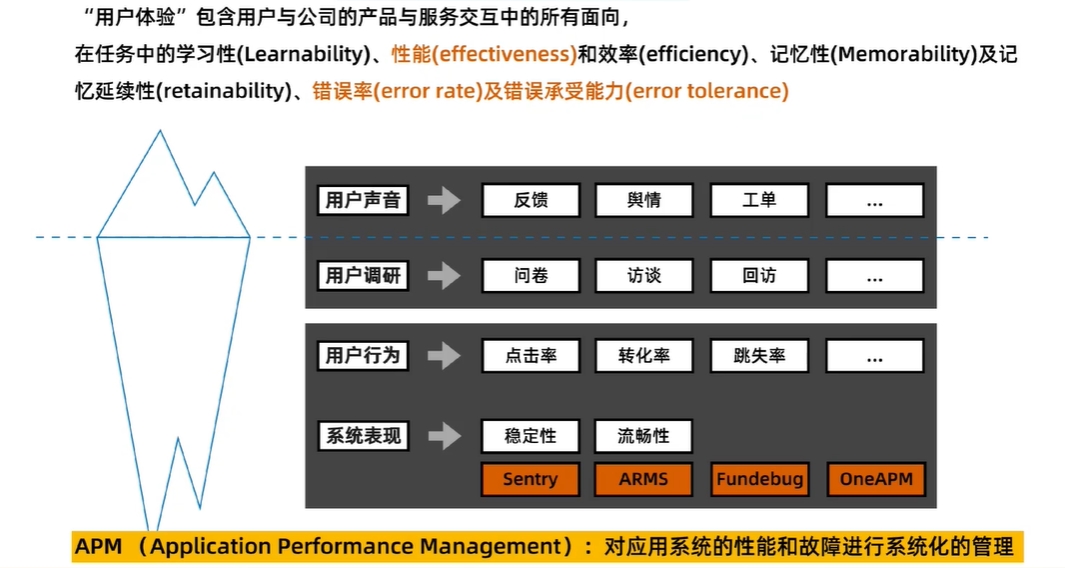 “用户体验”包含用户与公司的产品与服务交互中的所有面向，
在任务中的学习性(Learnability)、性能(effectiveness)和效率(efficiency)、记忆性(Memorability)及记
忆延续性(retainability)、错误率(error rate)及错误承受能力(error tolerance)
用户声音 反馈 舆情 工单 ...
用户调研 问卷 访谈 回访 ...
用户行为 点击率 转化率 跳失率 ...
系统表现 稳定性 流畅性
Sentry ARMS Fundebug OneAPM
APM （Application Performance Management）：对应用系统的性能和故障进行系统化的管理